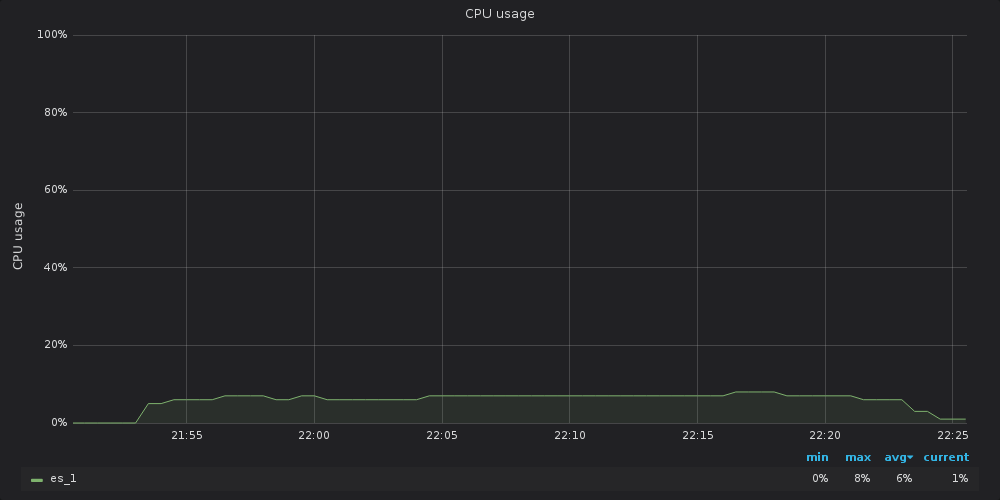 CPU usage
100%
80%
60%
40%
20%
0%
CPU usage
21:55 22:00 22:05 22:10 22:15 22:20 22:25
min max avg current
es_1 0% 8% 6% 1%